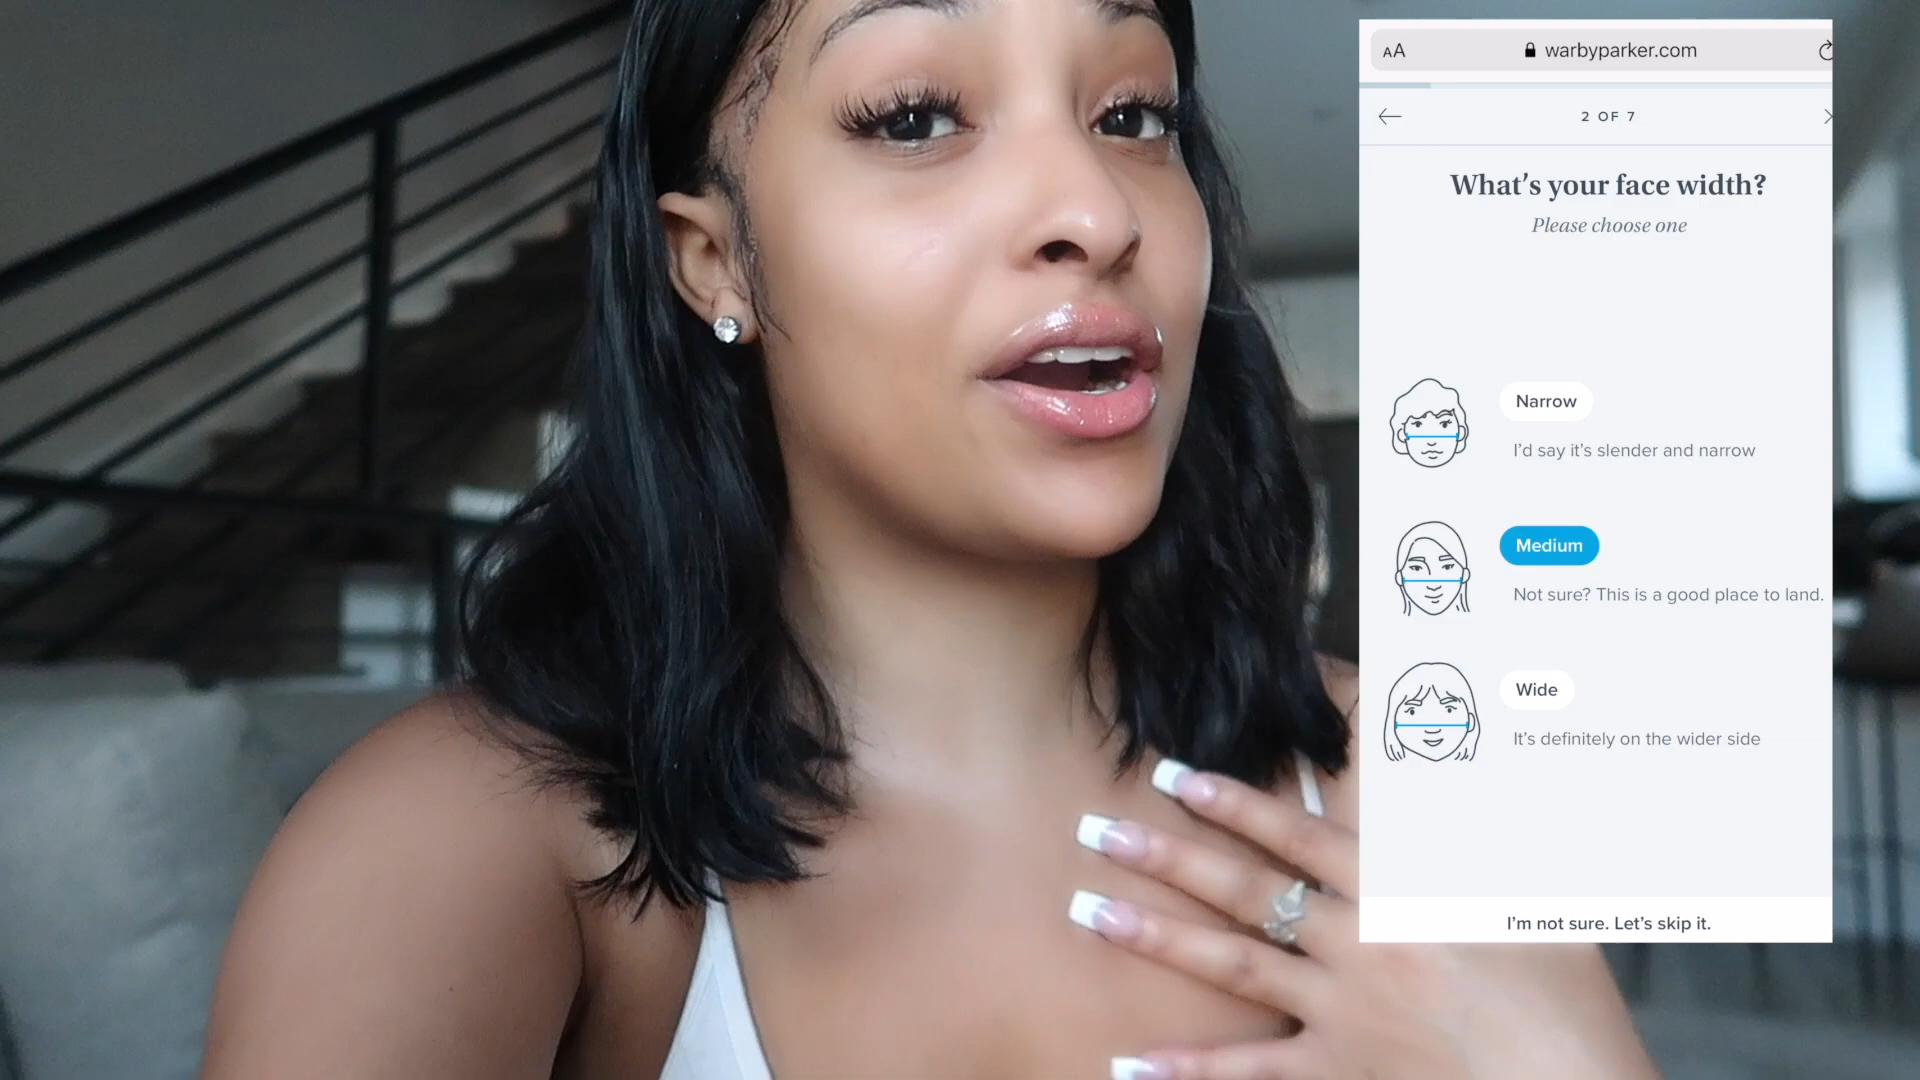 AA warbyparker.com
2 OF 7
What's your face width?
Please choose one
Narrow
I'd say it's slender and narrow
Medium
Not sure? This is a good place to land.
Wide
It's definitely on the wider side
I'm not sure. Let's skip it.